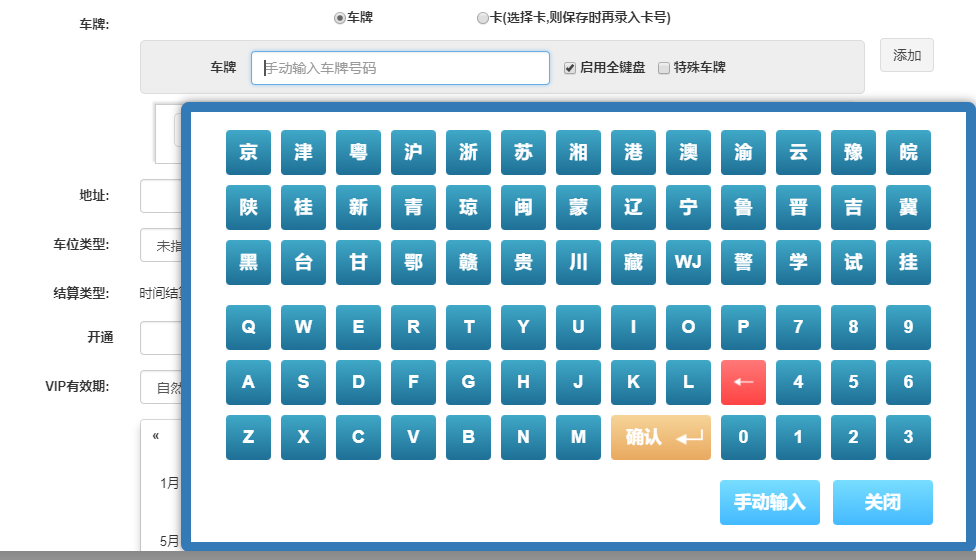 车牌: 车牌 卡(选择卡,则保存时再录入卡号)
车牌 手动输入车牌号码 启用全键盘 特殊车牌 添加
京 津 粤 沪 浙 苏 湘 港 澳 渝 云 豫 皖
地址: 陕 桂 新 青 琼 闽 蒙 辽 宁 鲁 晋 吉 冀
车位类型: 未指 黑 台 甘 鄂 赣 贵 川 藏 WJ 警 学 试 挂
结算类型: 时间结
开通 Q W E R T Y U I O P 7 8 9
VIP有效期: 自然 A S D F G H J K L ← 4 5 6
« Z X C V B N M 确认 0 1 2 3
1月
手动输入 关闭
5月